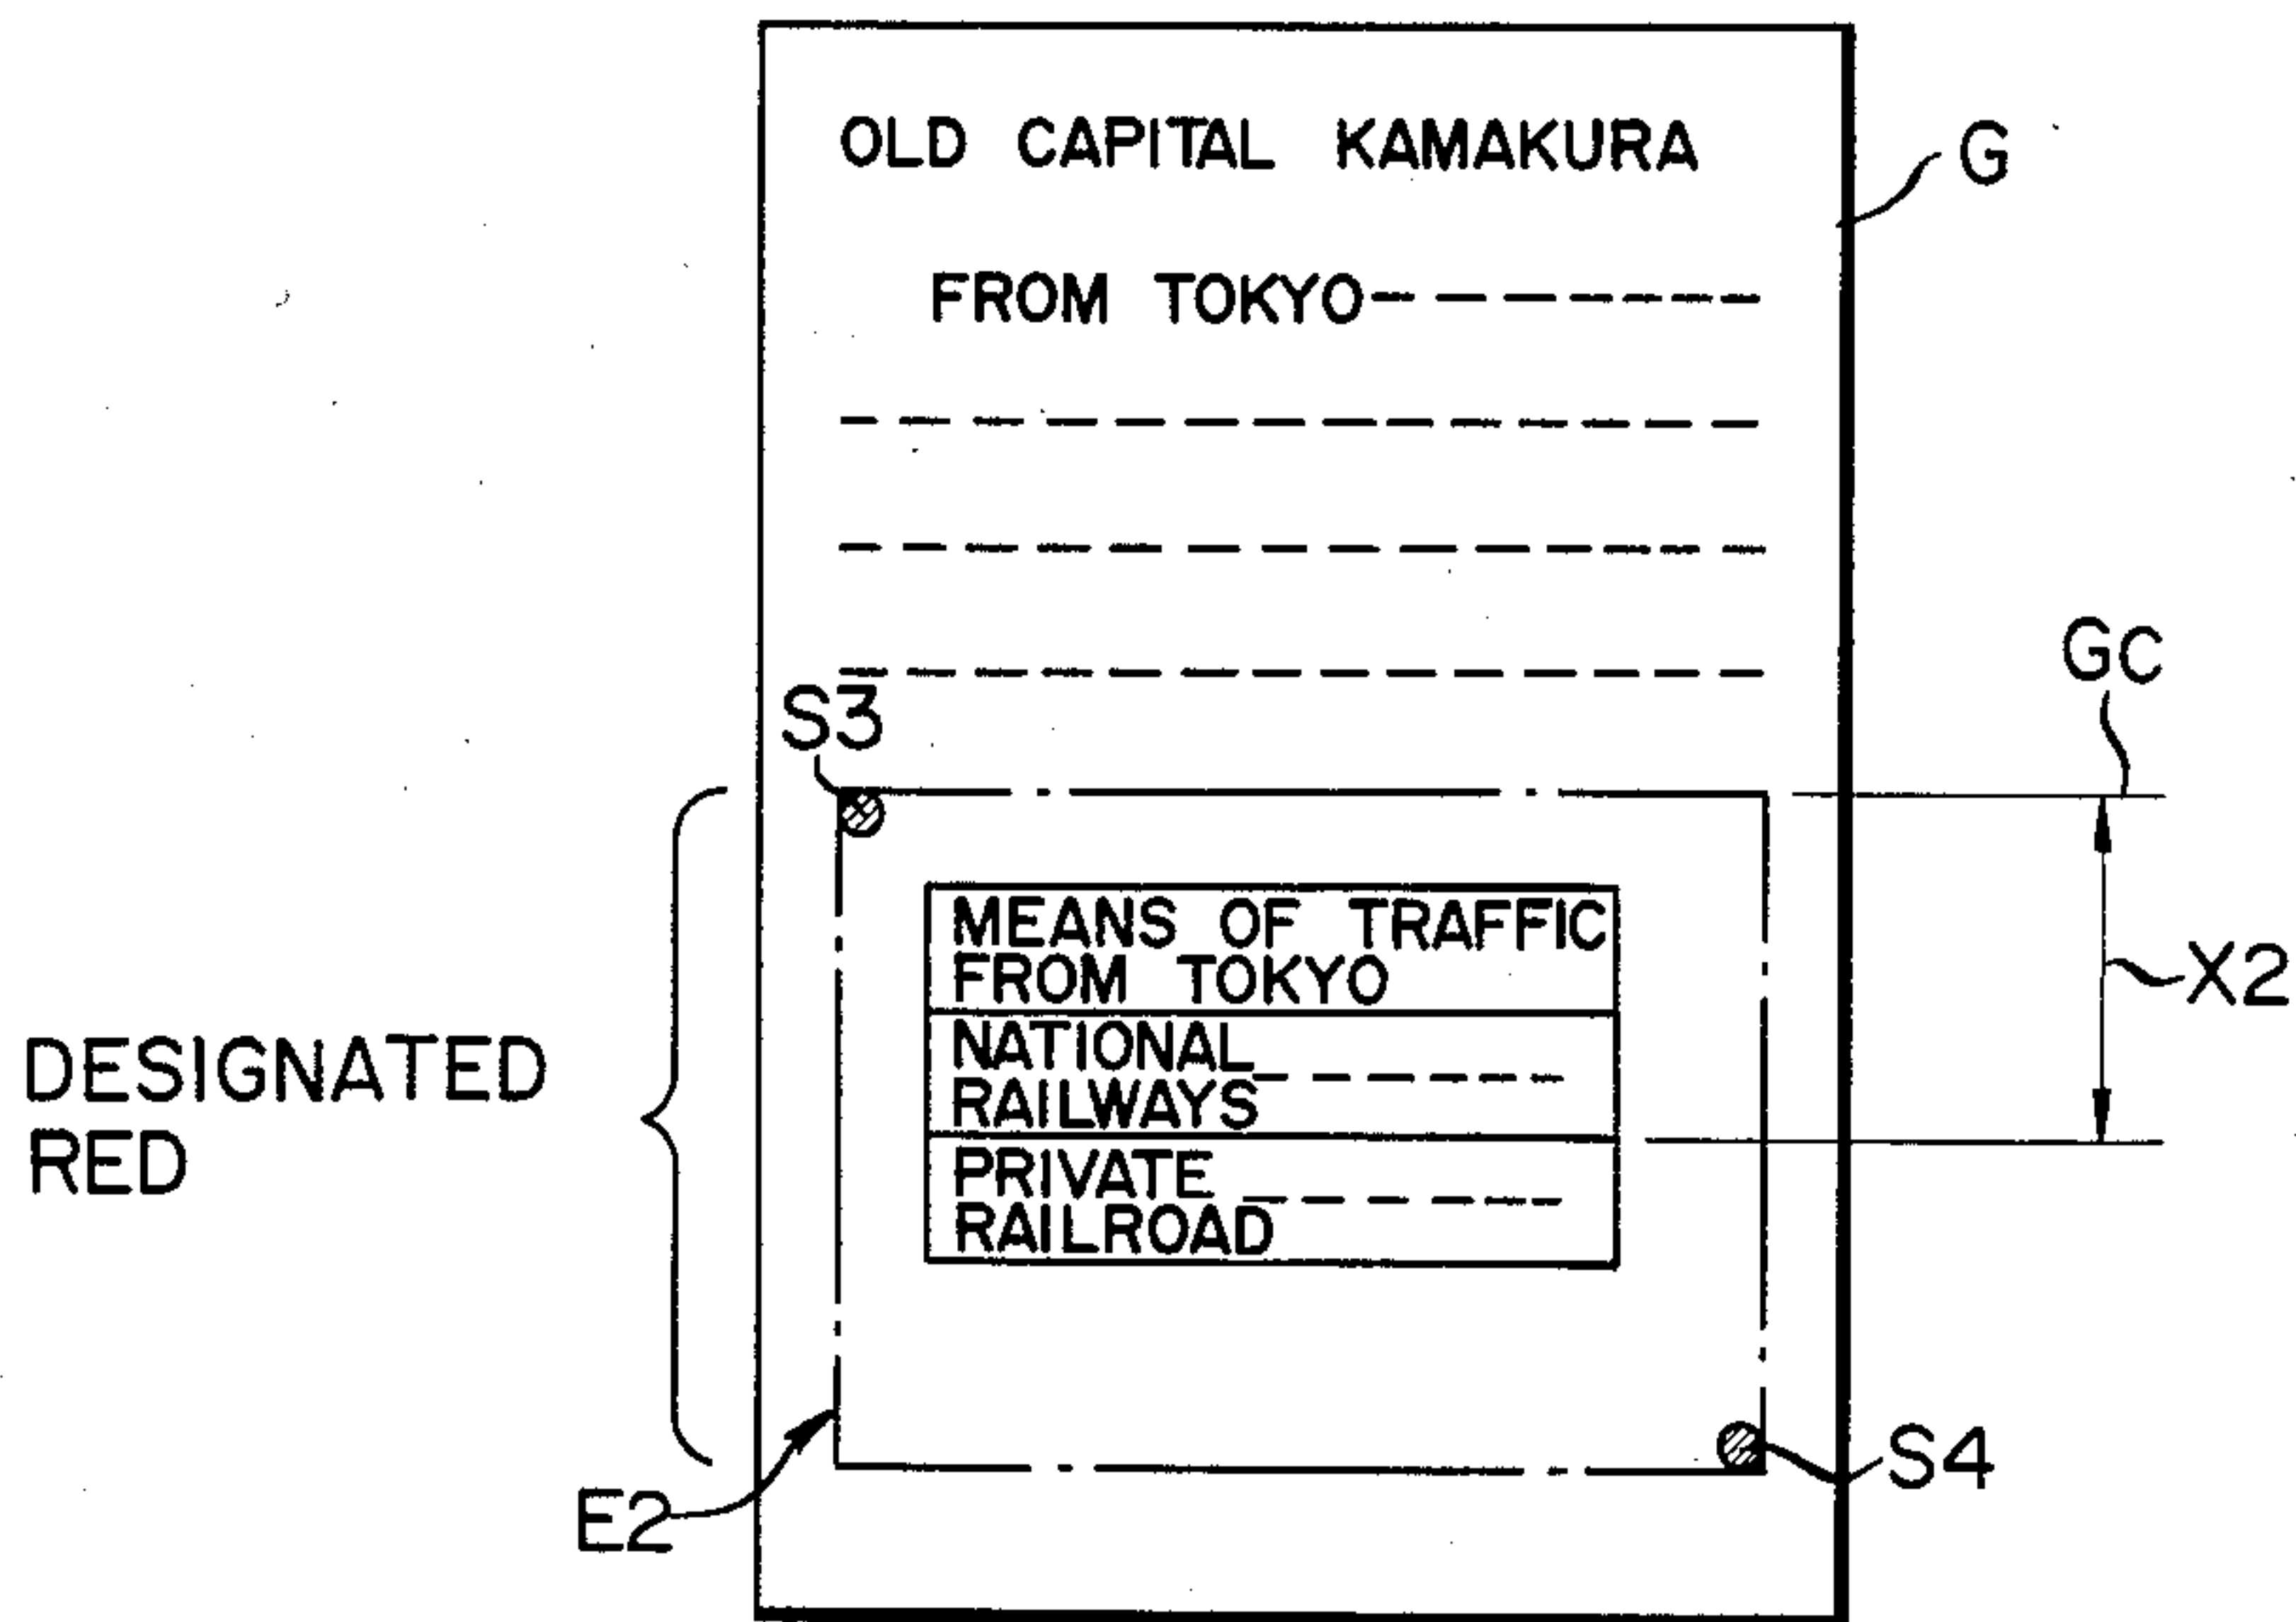 OLD CAPITAL KAMAKURA
G
FROM TOKYO
GC
S3
X2
MEANS OF TRAFFIC
FROM TOKYO
NATIONAL
RAILWAYS
PRIVATE
RAILROAD
DESIGNATED
RED
E2
S4